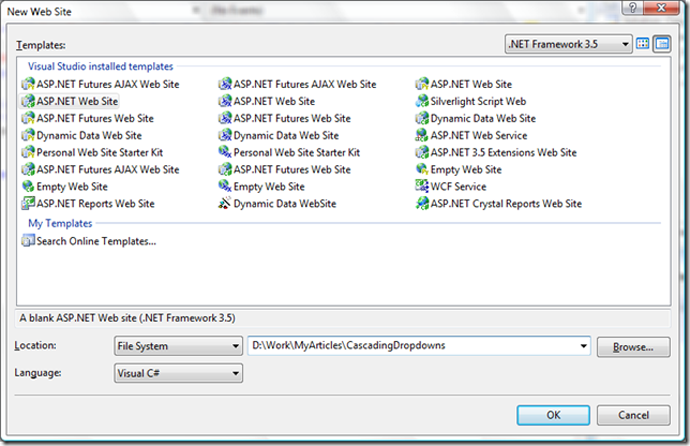 New Web Site
Templates:
.NET Framework 3.5
Visual Studio installed templates
ASP.NET Futures AJAX Web Site ASP.NET Futures AJAX Web Site ASP.NET Web Site
ASP.NET Web Site ASP.NET Web Site Silverlight Script Web
ASP.NET Futures Web Site ASP.NET Futures Web Site Dynamic Data Web Site
Dynamic Data Web Site Dynamic Data Web Site ASP.NET Web Service
Personal Web Site Starter Kit Personal Web Site Starter Kit ASP.NET 3.5 Extensions Web Site
ASP.NET Futures AJAX Web Site ASP.NET Futures Web Site Empty Web Site
Empty Web Site Empty Web Site WCF Service
ASP.NET Reports Web Site Dynamic Data WebSite ASP.NET Crystal Reports Web Site
My Templates
Search Online Templates...
A blank ASP.NET Web site (.NET Framework 3.5)
Location: File System D:\Work\MyArticles\CascadingDropdowns Browse...
Language: Visual C#
OK Cancel